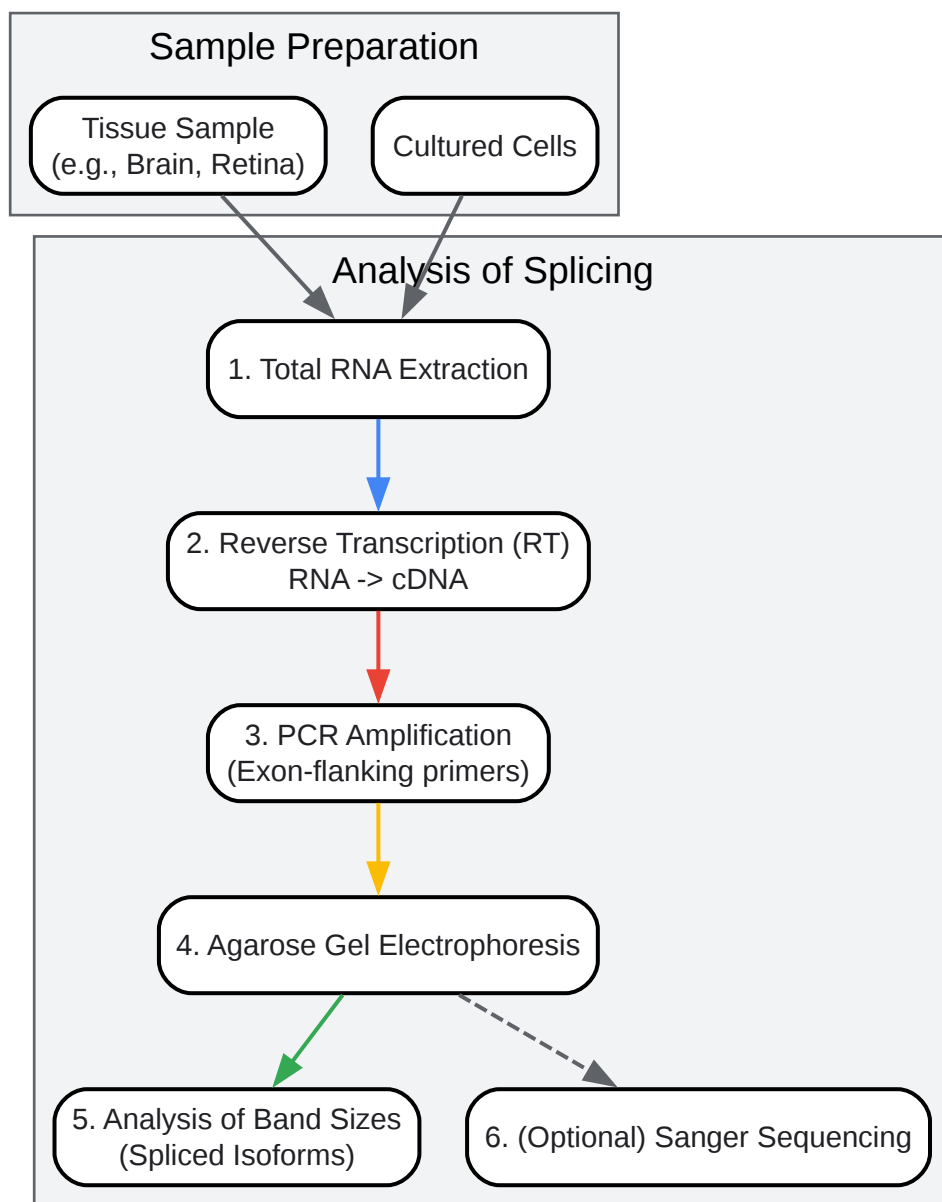 Sample Preparation
Tissue Sample
(e.g., Brain, Retina)
Cultured Cells
Analysis of Splicing
1. Total RNA Extraction
2. Reverse Transcription (RT)
RNA -> cDNA
3. PCR Amplification
(Exon-flanking primers)
4. Agarose Gel Electrophoresis
5. Analysis of Band Sizes
(Spliced Isoforms)
6. (Optional) Sanger Sequencing